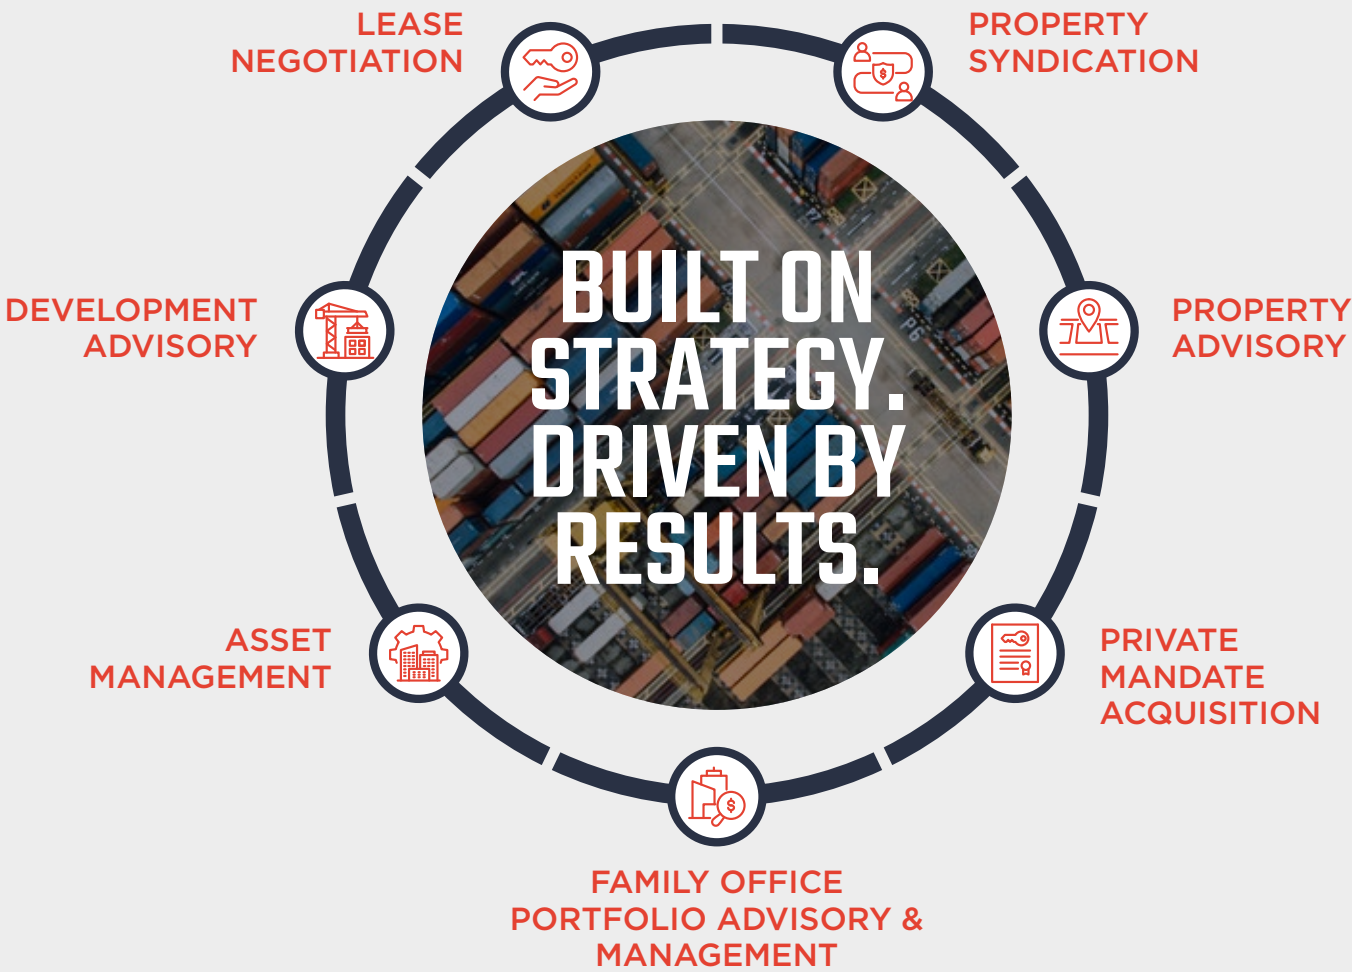 LEASE
NEGOTIATION
PROPERTY
SYNDICATION
DEVELOPMENT
ADVISORY
PROPERTY
ADVISORY
BUILT ON
STRATEGY.
DRIVEN BY
RESULTS.
ASSET
MANAGEMENT
PRIVATE
MANDATE
ACQUISITION
FAMILY OFFICE
PORTFOLIO ADVISORY &
MANAGEMENT